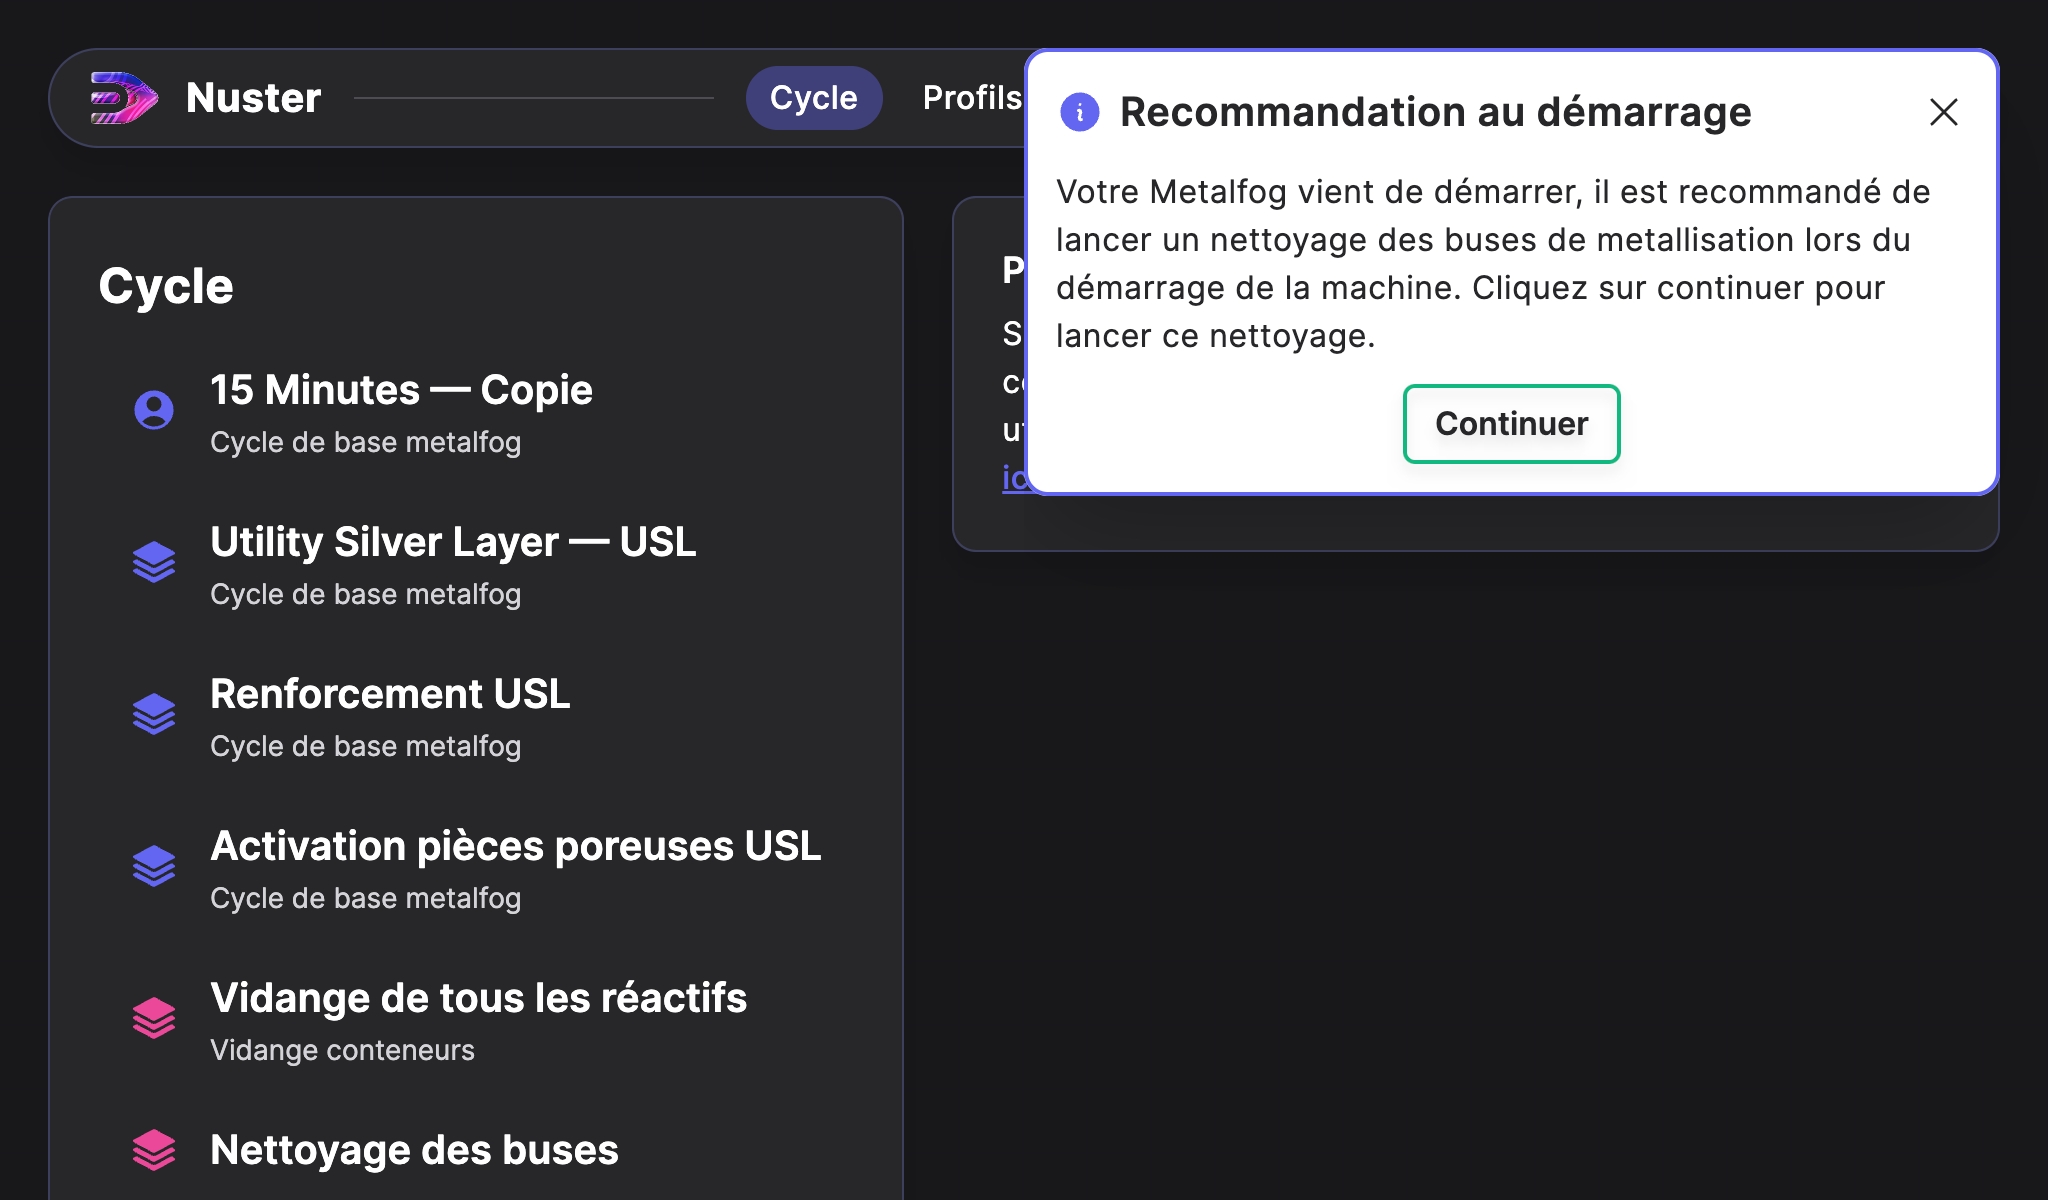 Nuster
Cycle
Profils
Recommandation au démarrage
Votre Metalfog vient de démarrer, il est recommandé de
lancer un nettoyage des buses de metallisation lors du
démarrage de la machine. Cliquez sur continuer pour
lancer ce nettoyage.
Continuer
Cycle
15 Minutes — Copie
Cycle de base metalfog
Utility Silver Layer — USL
Cycle de base metalfog
Renforcement USL
Cycle de base metalfog
Activation pièces poreuses USL
Cycle de base metalfog
Vidange de tous les réactifs
Vidange conteneurs
Nettoyage des buses